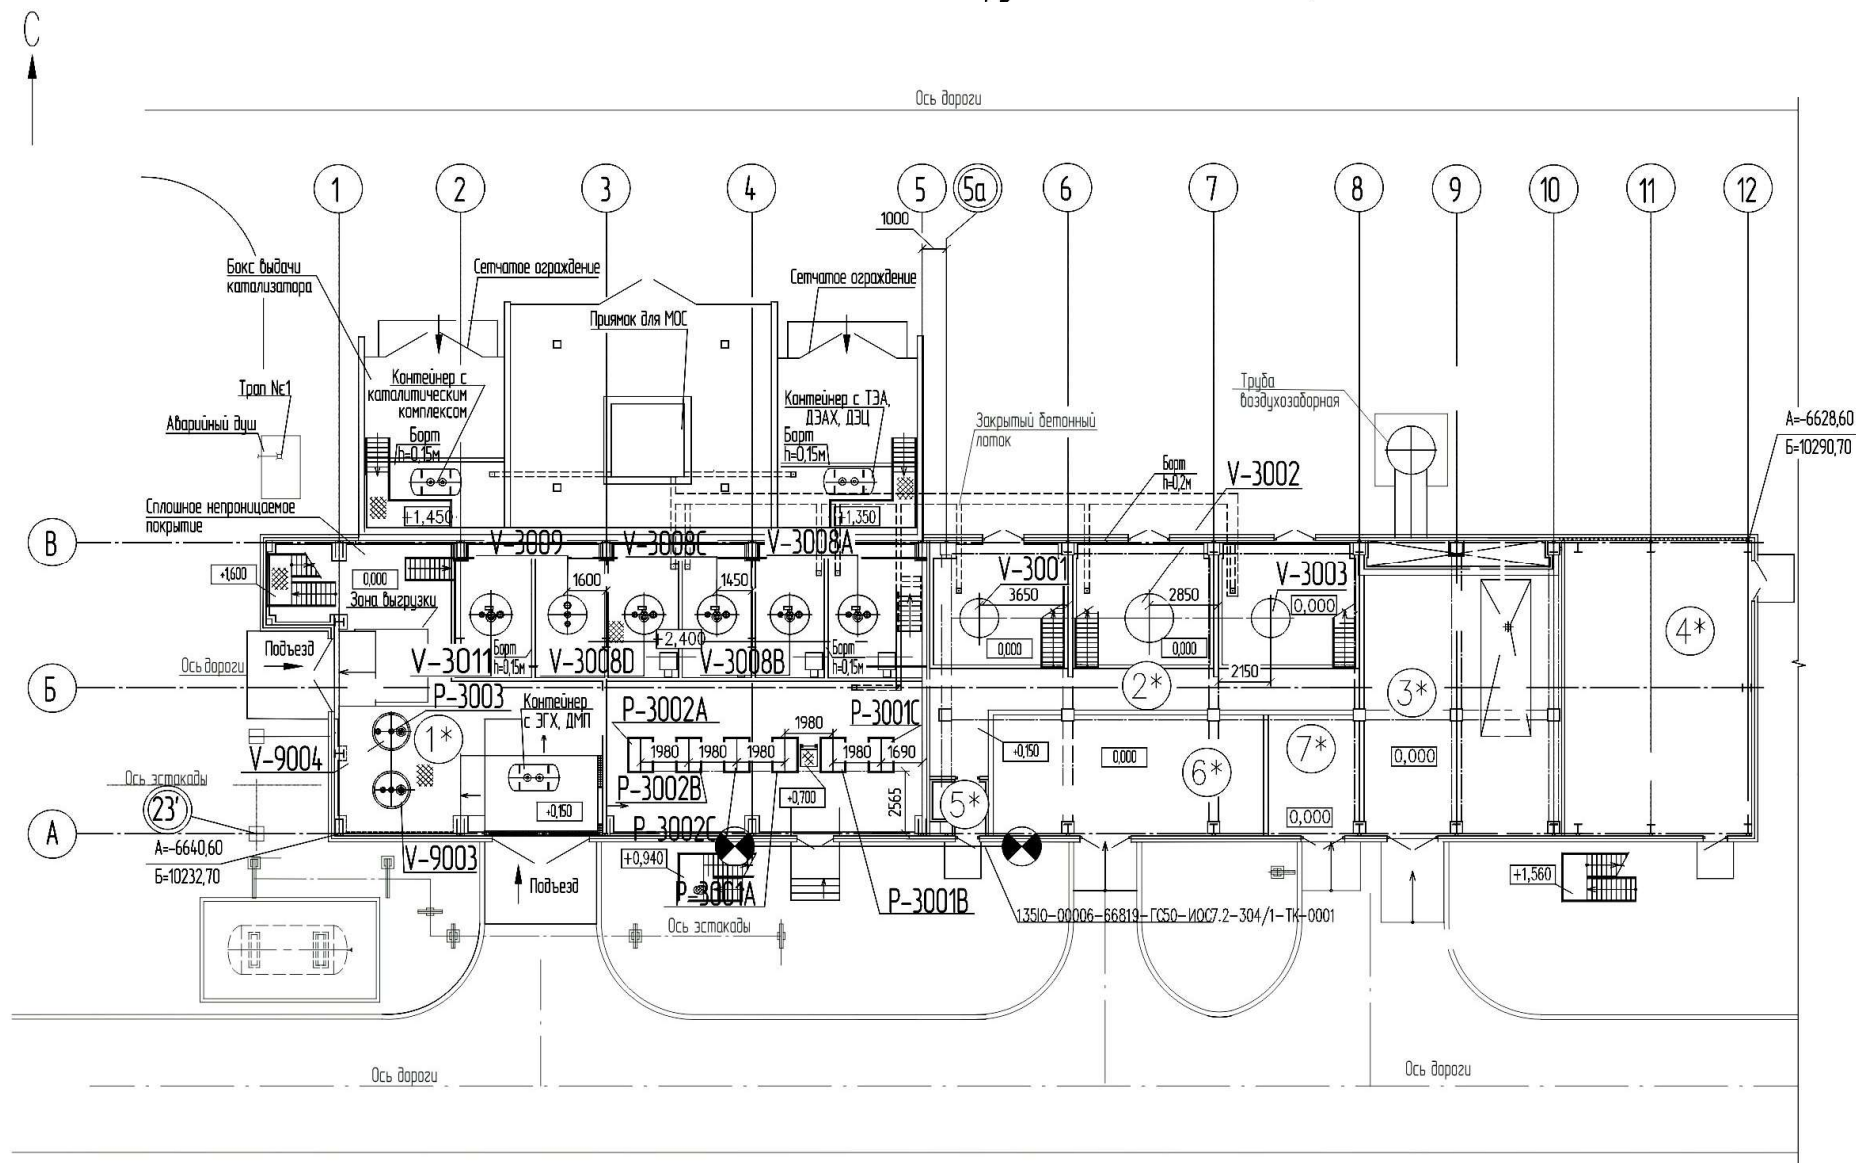 С
Ось дороги
1
2
3
4
5
5а
6
7
8
9
10
11
12
1000
Бокс выдачи
катализатора
Сетчатое ограждение
Сетчатое ограждение
Приямок для МОС
Трап №1
Контейнер с
каталитическим
комплексом
Контейнер с ТЭА,
ДЭАХ, ДЭЦ
Труба
воздухозаборная
Закрытый бетонный
лоток
А=-6628,60
Б=10290,70
Аварийный душ
Борт
h=0,15м
Борт
h=0,15м
Борт
h=0,2м
V-3002
Сплошное непроницаемое
покрытие
+1,450
+1,350
В
V-3009
V-3008C
V-3008A
+1,600
0,000
1600
1450
V-3001
V-3003
Зона выгрузки
3650
2850
0,000
4*
Подъезд
Ось дороги
Борт
h=0,15м
+2,400
Борт
h=0,15м
0,000
0,000
V-3011
V-3008D
V-3008B
2150
Б
2*
3*
P-3003
Контейнер
с ЭГХ, ДМП
P-3002A
P-3001C
1*
1980
1980
1980
1980
1980
1690
+0,150
0,000
6*
7*
0,000
V-9004
Ось эстакады
P-3002B
+0,150
+0,700
2565
5*
23'
0,000
А
P-3002C
А=-6640,60
Б=10232,70
V-9003
+0,940
+1,560
Подъезд
P-3001A
P-3001B
1351О-00006-66819-ГС50-ИОС7.2-304/1-ТК-0001
Ось эстакады
Ось дороги
Ось дороги